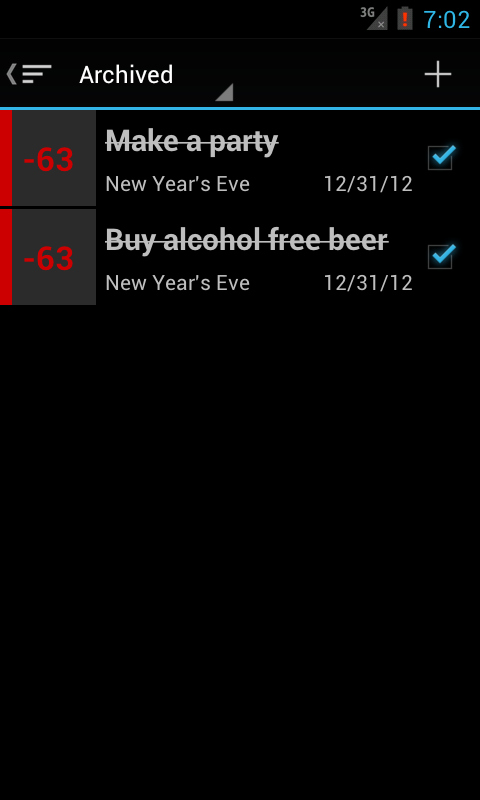 3G 7:02
Archived
-63
Make a party
New Year's Eve 12/31/12
-63
Buy alcohol free beer
New Year's Eve 12/31/12